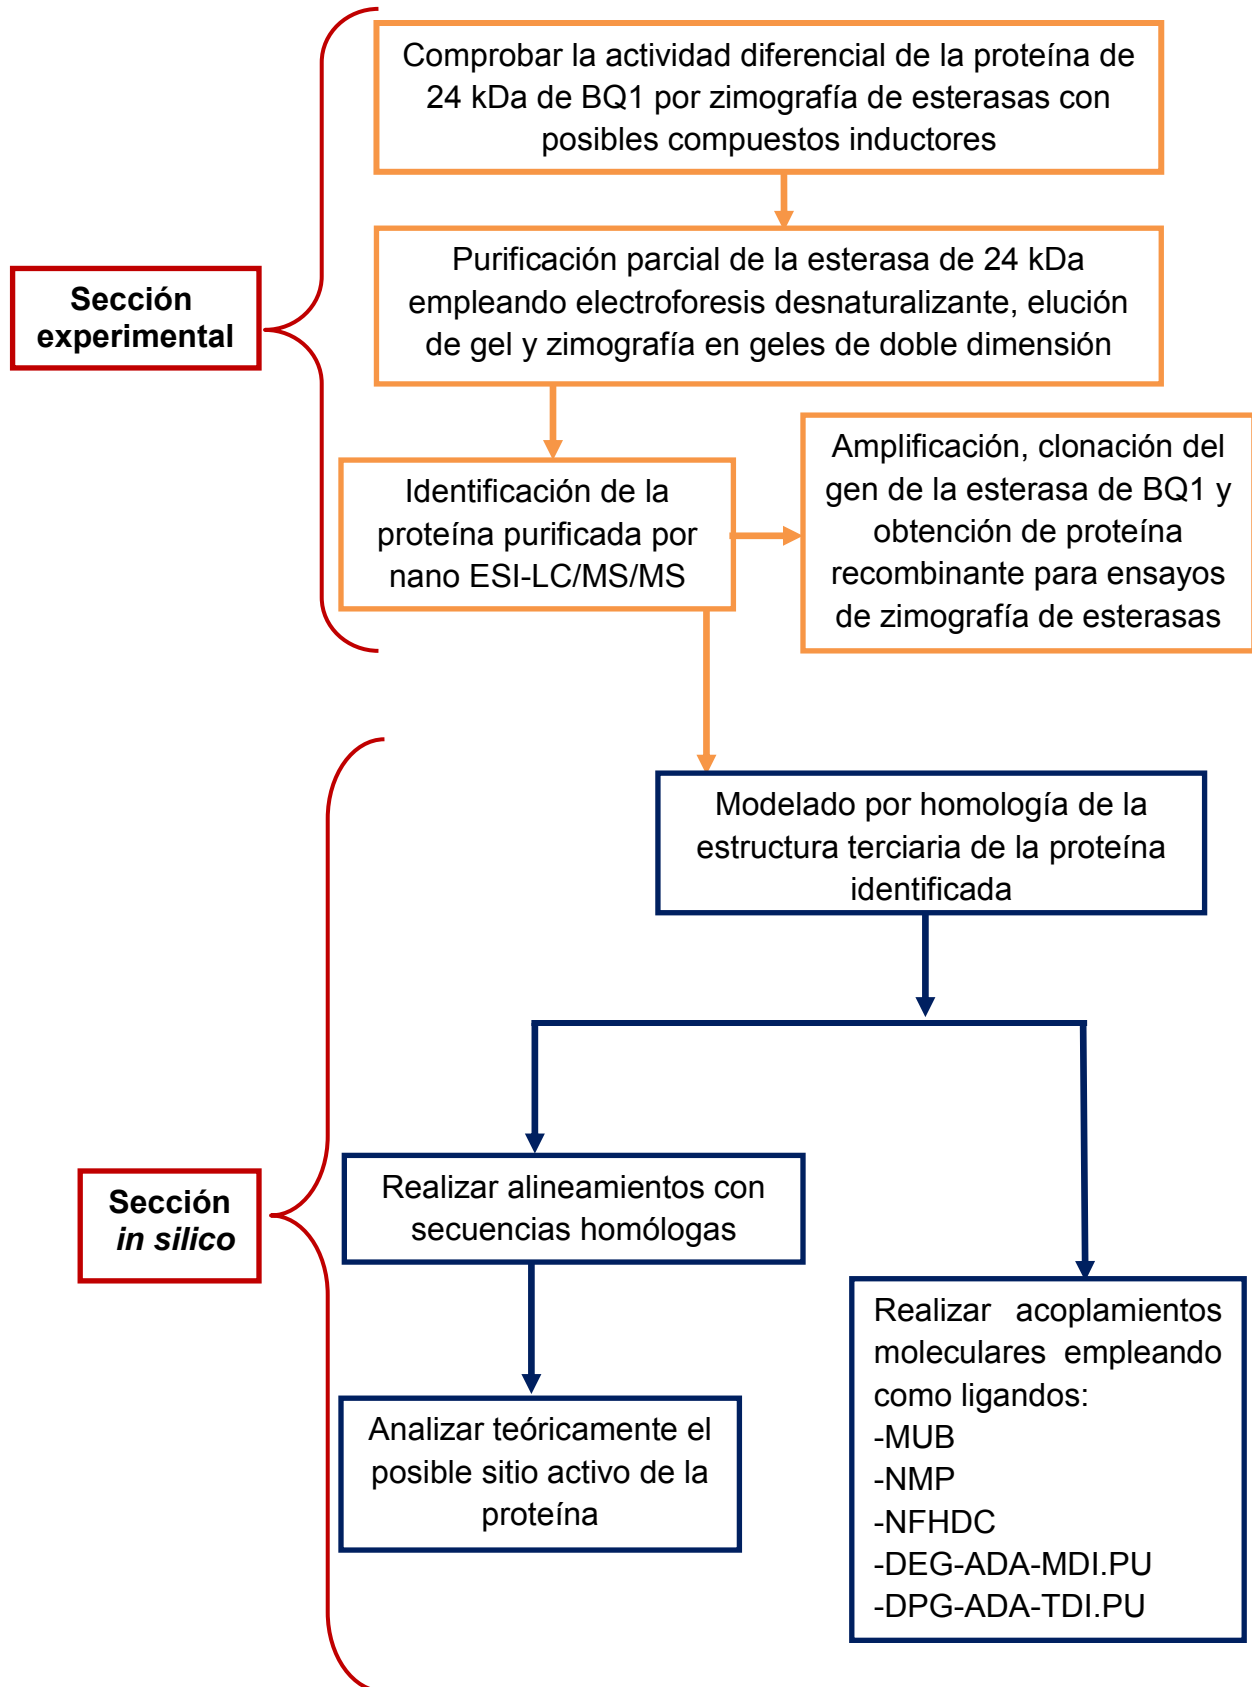 Comprobar la actividad diferencial de la proteína de
24 kDa de BQ1 por zimografía de esterasas con
posibles compuestos inductores
Purificación parcial de la esterasa de 24 kDa
empleando electroforesis desnaturalizante, elución
de gel y zimografía en geles de doble dimensión
Sección
experimental
Identificación de la
proteína purificada por
nano ESI-LC/MS/MS
Amplificación, clonación del
gen de la esterasa de BQ1 y
obtención de proteína
recombinante para ensayos
de zimografía de esterasas
Modelado por homología de la
estructura terciaria de la proteína
identificada
Sección
in silico
Realizar alineamientos con
secuencias homólogas
Analizar teóricamente el
posible sitio activo de la
proteína
Realizar acoplamientos
moleculares empleando
como ligandos:
-MUB
-NMP
-NFHDC
-DEG-ADA-MDI.PU
-DPG-ADA-TDI.PU